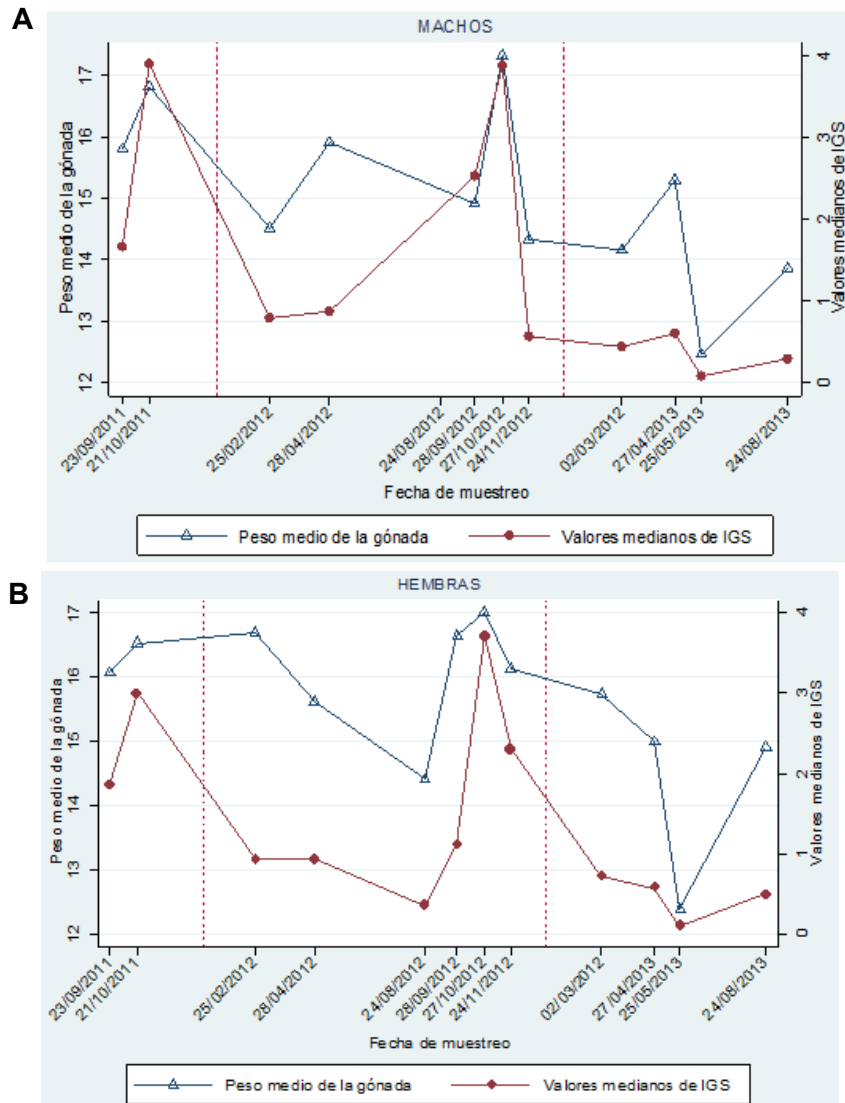 A
MACHOS
Peso medio de la gónada
12 13 14 15 16 17
Valores medianos de IGS
0 1 2 3 4
23/09/2011 21/10/2011 25/02/2012 28/04/2012 24/08/2012 28/09/2012 27/10/2012 24/11/2012 02/03/2012 27/04/2013 25/05/2013 24/08/2013
Fecha de muestreo
Peso medio de la gónada Valores medianos de IGS
B
HEMBRAS
Peso medio de la gónada
12 13 14 15 16 17
Valores medianos de IGS
0 1 2 3 4
23/09/2011 21/10/2011 25/02/2012 28/04/2012 24/08/2012 28/09/2012 27/10/2012 24/11/2012 02/03/2012 27/04/2013 25/05/2013 24/08/2013
Fecha de muestreo
Peso medio de la gónada Valores medianos de IGS